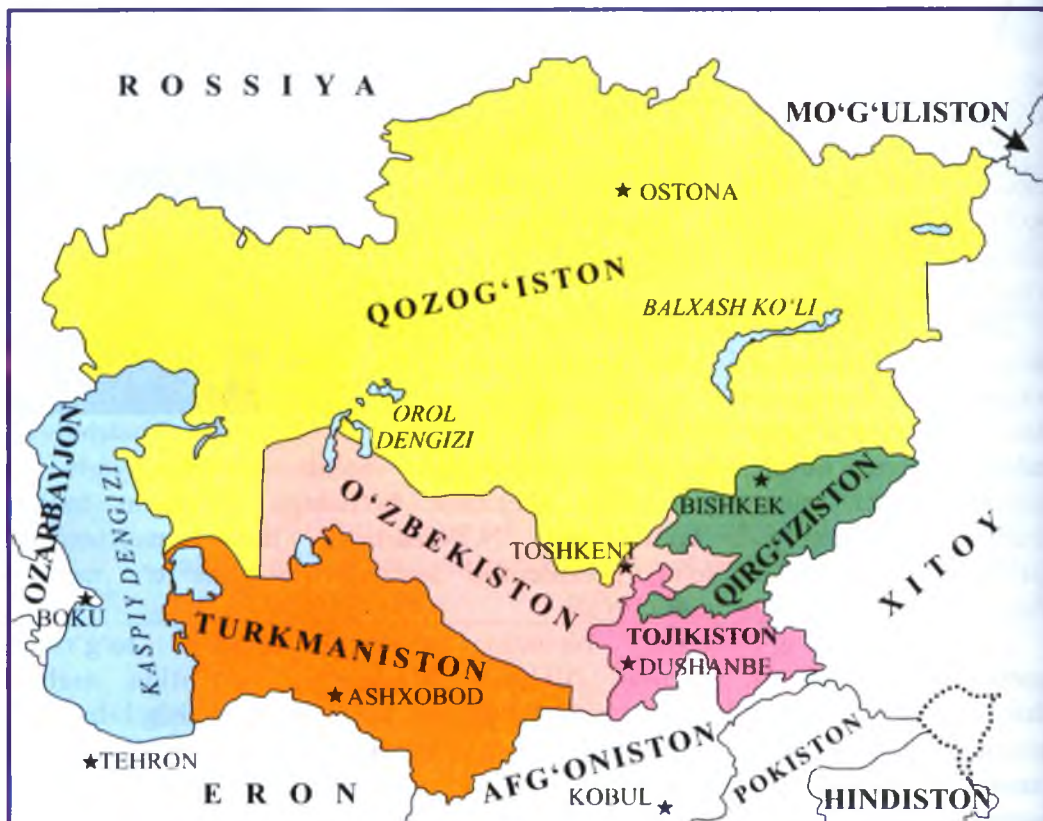 ROSSIYA
MO‘G‘ULISTON
OSTONA
QOZOG‘ISTON
BALXASH KO‘LI
OROL
DENGIZI
OZARBAYJON
KASPIY DENGIZI
BOKU
O‘ZBEKISTON
TOSHKENT
BISHKEK
QIRG‘IZISTON
XITOY
TURKMANISTON
ASHXOBOD
TOJIKISTON
DUSHANBE
TEHRON
ERON
AFG‘ONISTON
KOBUL
POKISTON
HINDISTON